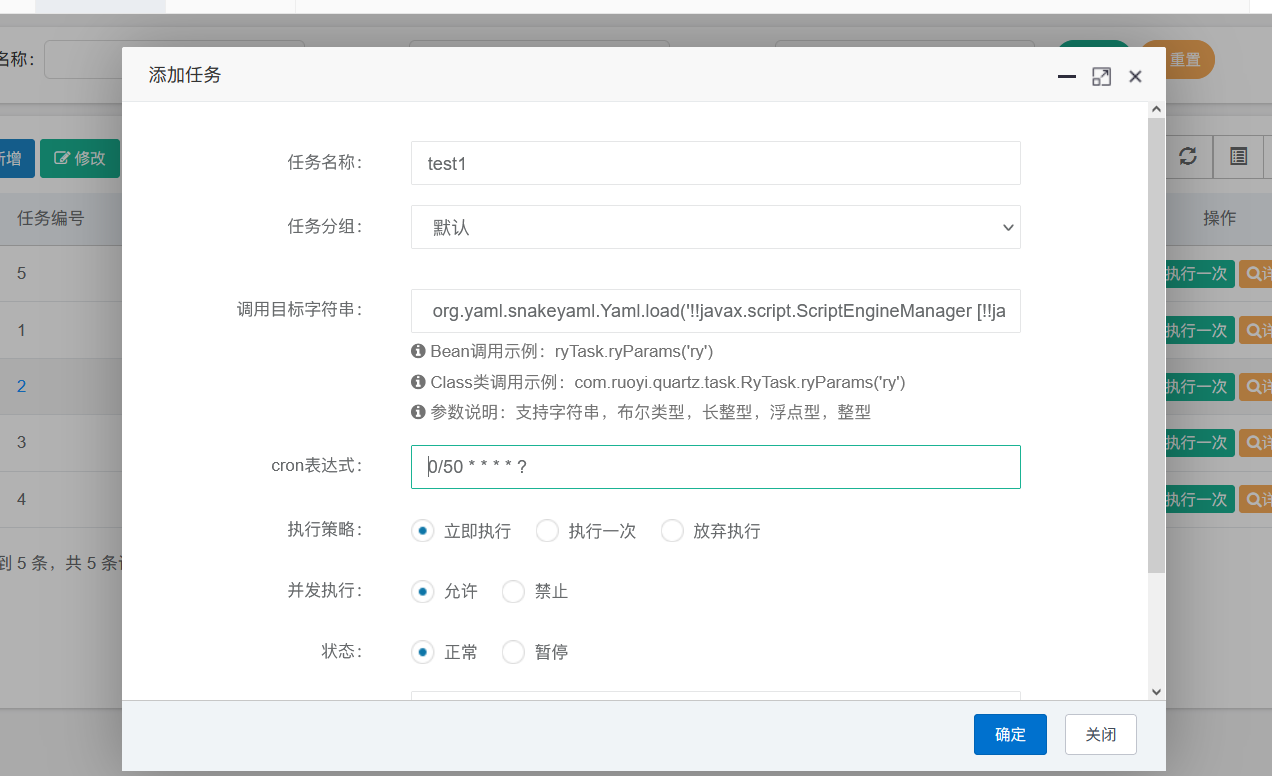 名称：
重置
添加任务
新增
修改
任务名称：
test1
任务编号
操作
任务分组：
默认
5
执行一次
详
调用目标字符串：
org.yaml.snakeyaml.Yaml.load('!!javax.script.ScriptEngineManager [!!ja
1
执行一次
详
Bean调用示例：ryTask.ryParams('ry')
Class类调用示例：com.ruoyi.quartz.task.RyTask.ryParams('ry')
2
执行一次
详
参数说明：支持字符串，布尔类型，长整型，浮点型，整型
3
执行一次
详
cron表达式：
0/50 * * * * ?
4
执行一次
详
执行策略：
立即执行
执行一次
放弃执行
到 5 条，共 5 条
并发执行：
允许
禁止
状态：
正常
暂停
确定
关闭